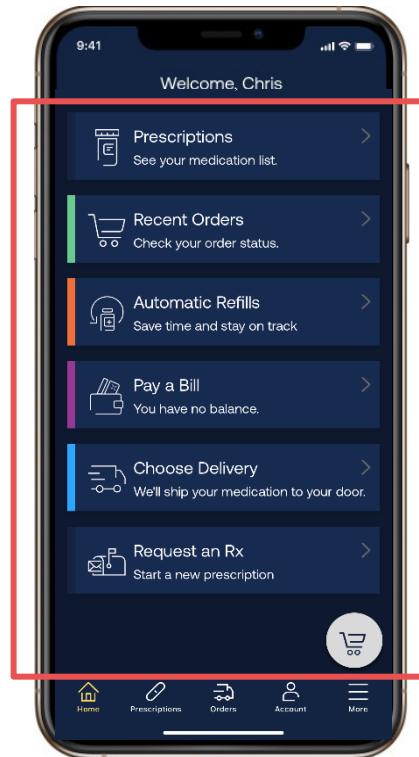 9:41
Welcome, Chris
Prescriptions
See your medication list.
Recent Orders
Check your order status.
Automatic Refills
Save time and stay on track
Pay a Bill
You have no balance.
Choose Delivery
We'll ship your medication to your door.
Request an Rx
Start a new prescription
Home Prescriptions Orders Account More